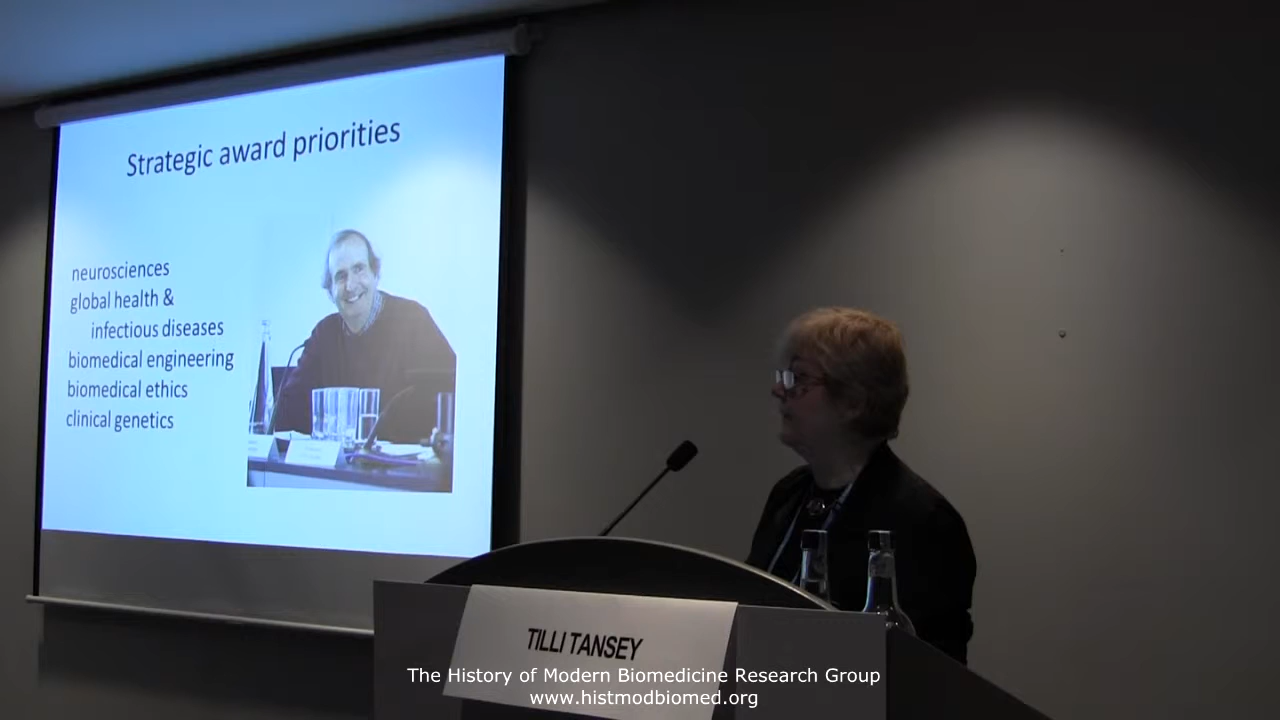 Strategic award priorities
neurosciences
global health &
infectious diseases
biomedical engineering
biomedical ethics
clinical genetics
TILLI TANSEY
The History of Modern Biomedicine Research Group
www.histmodbiomed.org